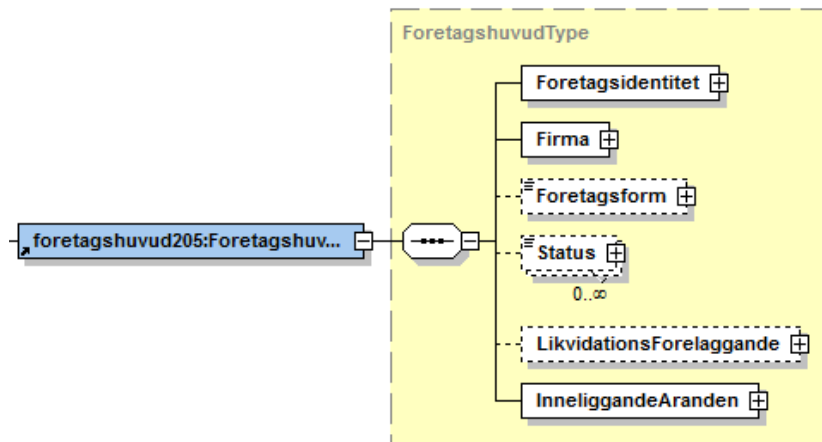 ForetagshuvudType
Foretagsidentitet
Firma
Foretagsform
foretagshuvud205:Foretagshuv...
Status
0..∞
LikvidationsForelaggande
InneliggandeAranden